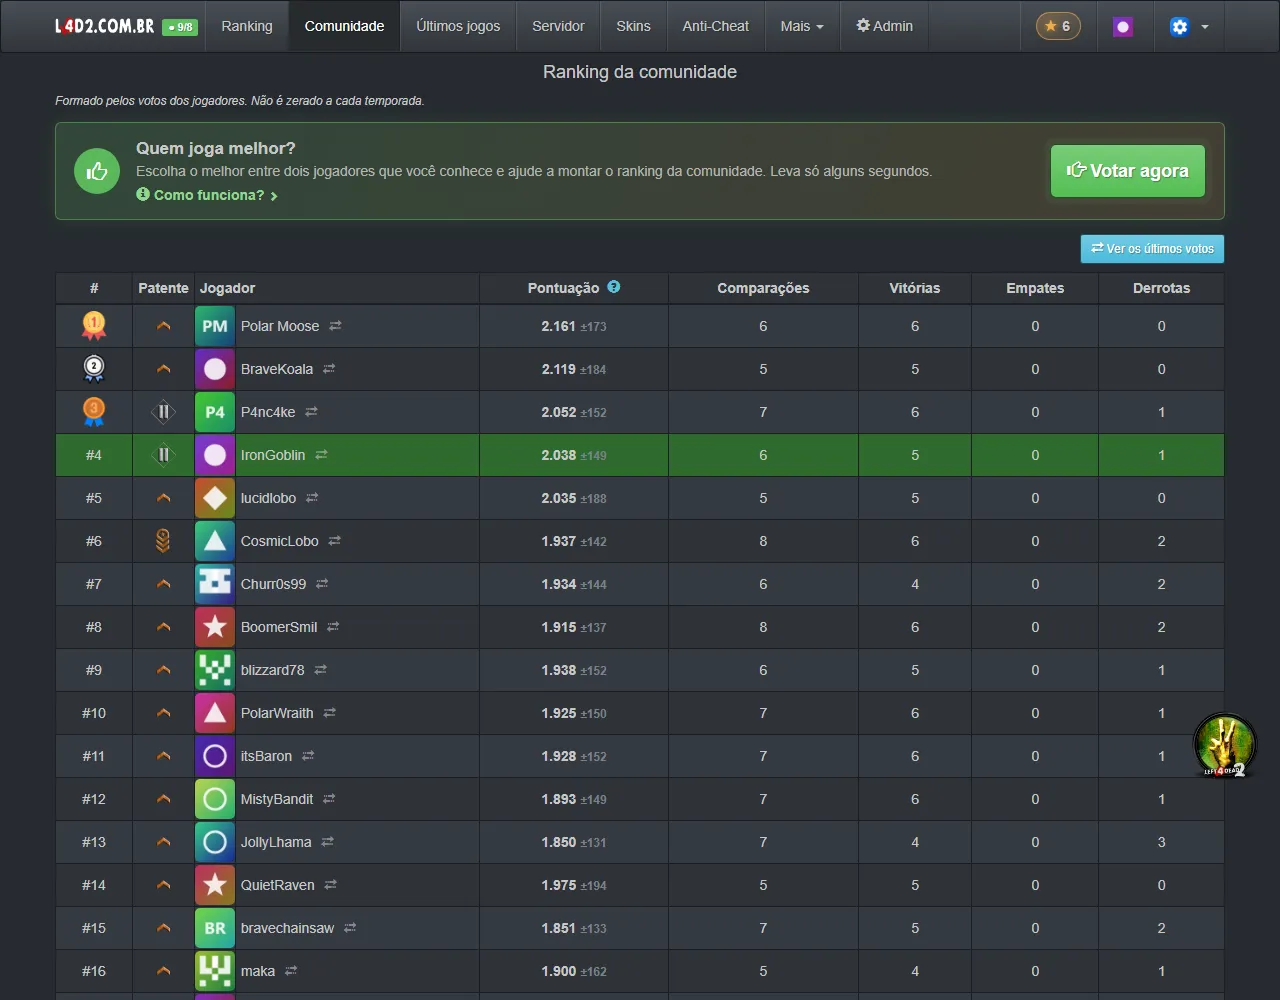 L4D2.COM.BR 9/8 Ranking Comunidade Últimos jogos Servidor Skins Anti-Cheat Mais Admin 6
Ranking da comunidade
Formado pelos votos dos jogadores. Não é zerado a cada temporada.
Quem joga melhor?
Escolha o melhor entre dois jogadores que você conhece e ajude a montar o ranking da comunidade. Leva só alguns segundos.
Como funciona?
Votar agora
Ver os últimos votos
# Patente Jogador Pontuação ? Comparações Vitórias Empates Derrotas
1 PM Polar Moose 2.161 ±173 6 6 0 0
2 BraveKoala 2.119 ±184 5 5 0 0
3 P4 P4nc4ke 2.052 ±152 7 6 0 1
#4 IronGoblin 2.038 ±149 6 5 0 1
#5 lucidlobo 2.035 ±188 5 5 0 0
#6 CosmicLobo 1.937 ±142 8 6 0 2
#7 Churr0s99 1.934 ±144 6 4 0 2
#8 BoomerSmil 1.915 ±137 8 6 0 2
#9 blizzard78 1.938 ±152 6 5 0 1
#10 PolarWraith 1.925 ±150 7 6 0 1
#11 itsBaron 1.928 ±152 7 6 0 1
LEFT 4 DEAD 2
#12 MistyBandit 1.893 ±149 7 6 0 1
#13 JollyLhama 1.850 ±131 7 4 0 3
#14 QuietRaven 1.975 ±194 5 5 0 0
#15 BR bravechainsaw 1.851 ±133 7 5 0 2
#16 maka 1.900 ±162 5 4 0 1